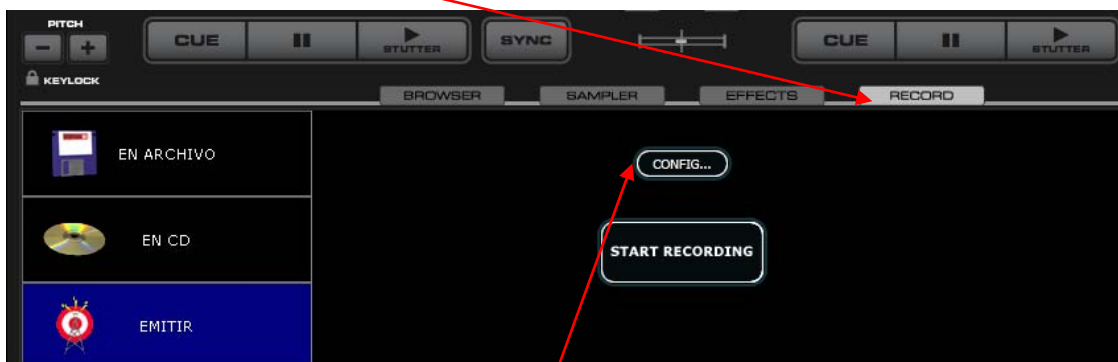 PITCH
- +
CUE
STUTTER
SYNC
CUE
STUTTER
KEYLOCK
BROWSER SAMPLER EFFECTS RECORD
EN ARCHIVO
CONFIG...
EN CD
START RECORDING
EMITIR